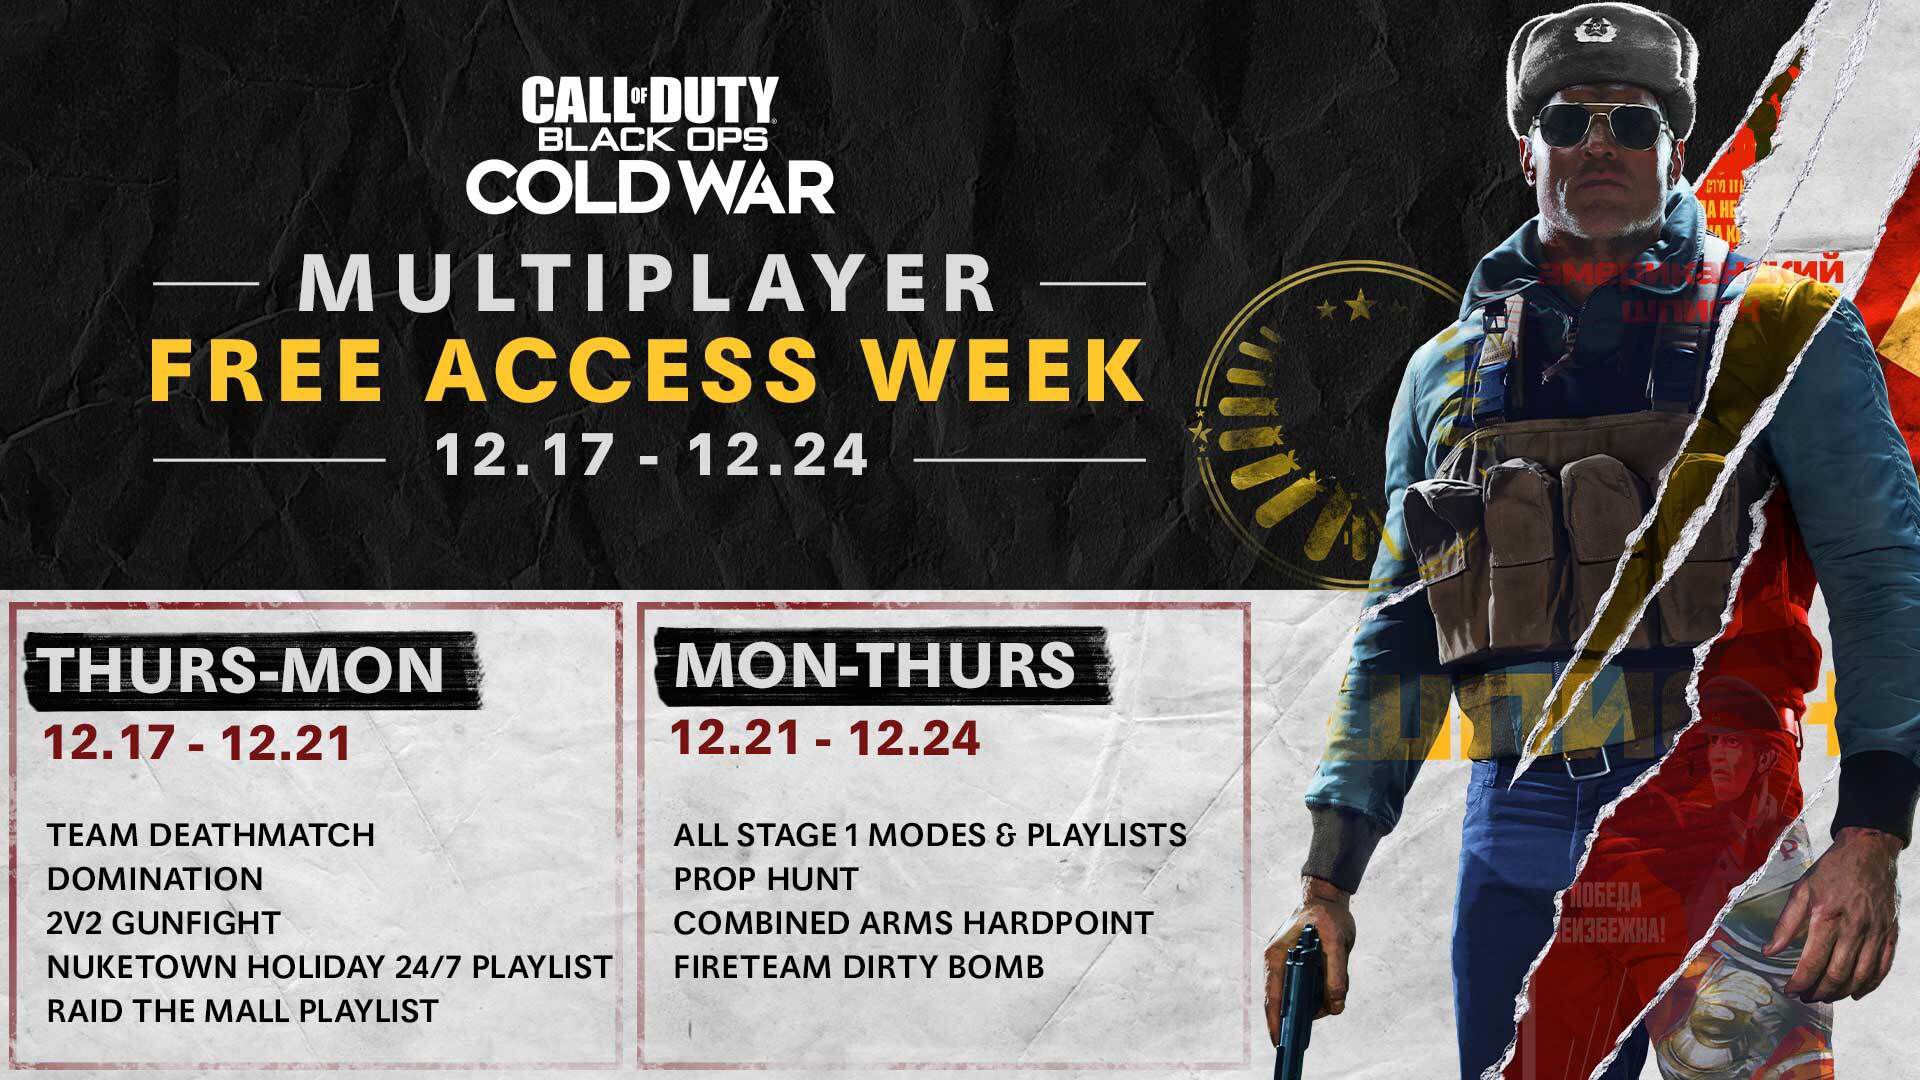 CALL OF DUTY
BLACK OPS
COLD WAR
MULTIPLAYER
FREE ACCESS WEEK
12.17 - 12.24
THURS-MON
12.17 - 12.21
TEAM DEATHMATCH
DOMINATION
2V2 GUNFIGHT
NUKETOWN HOLIDAY 24/7 PLAYLIST
RAID THE MALL PLAYLIST
MON-THURS
12.21 - 12.24
ALL STAGE 1 MODES & PLAYLISTS
PROP HUNT
COMBINED ARMS HARDPOINT
FIRETEAM DIRTY BOMB
американский
шпион
ПОБЕДА